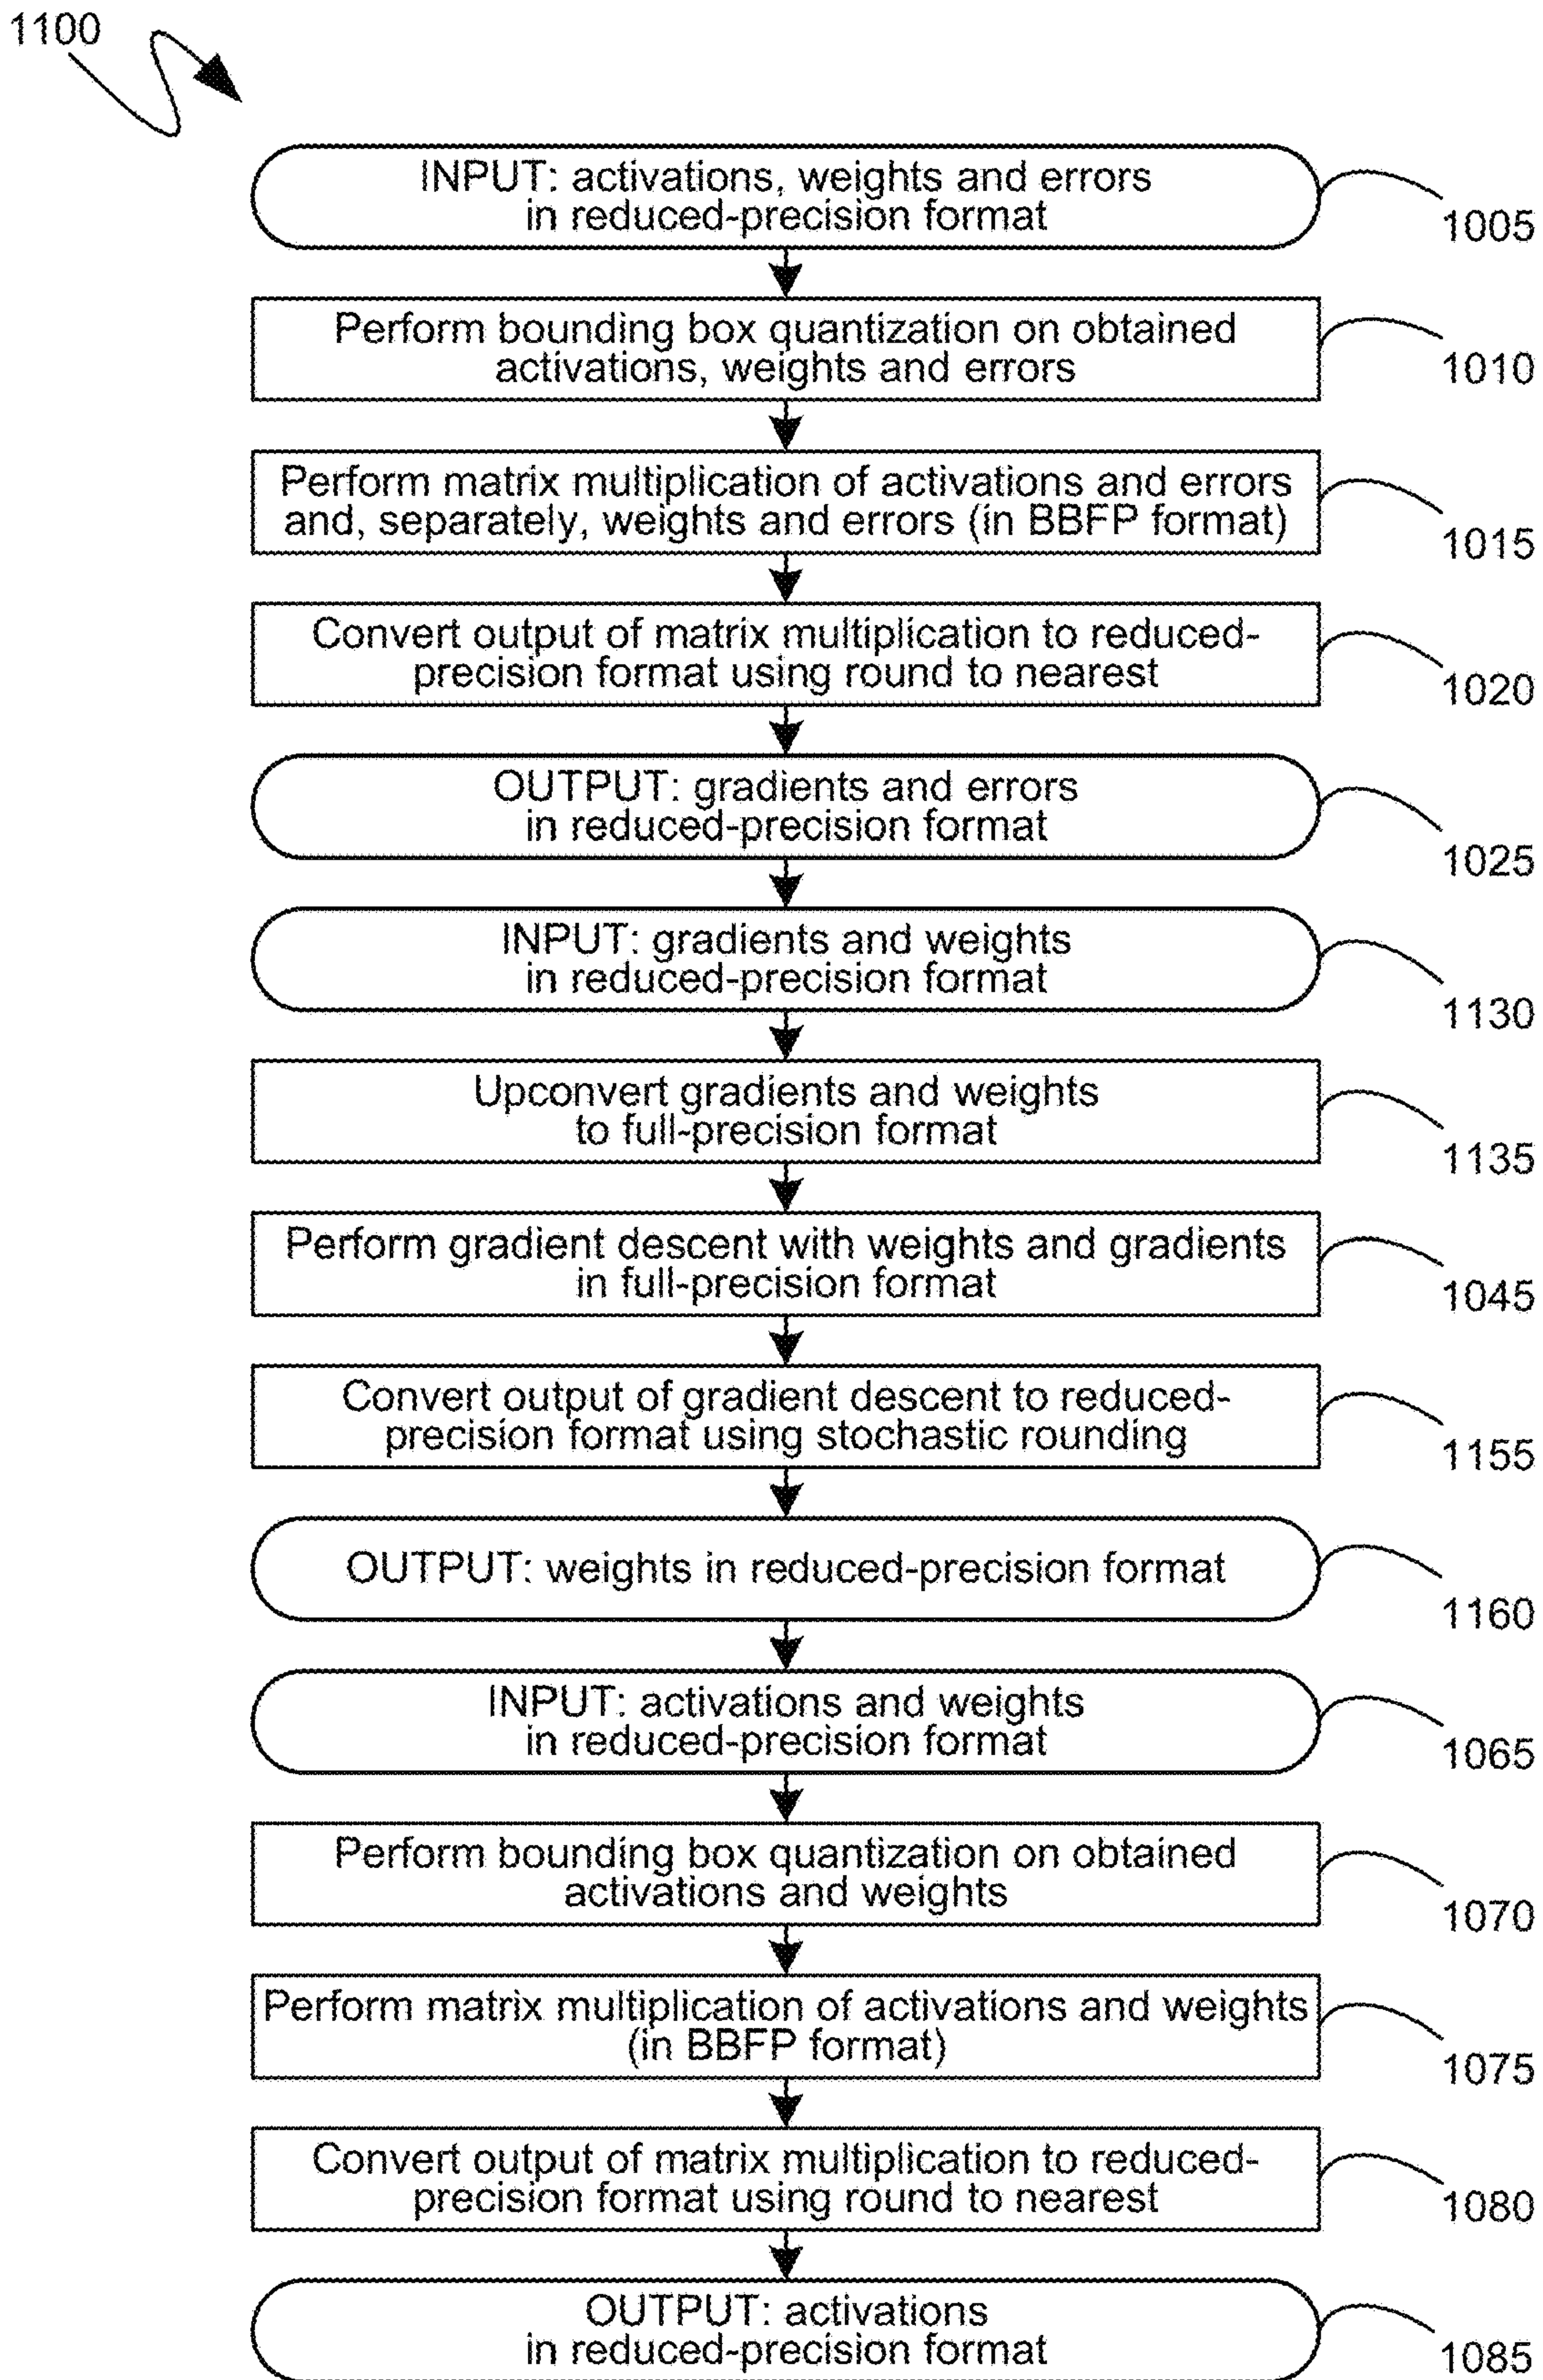 1100
INPUT: activations, weights and errors
in reduced-precision format
1005
Perform bounding box quantization on obtained
activations, weights and errors
1010
Perform matrix multiplication of activations and errors
and, separately, weights and errors (in BBFP format)
1015
Convert output of matrix multiplication to reduced-
precision format using round to nearest
1020
OUTPUT: gradients and errors
in reduced-precision format
1025
INPUT: gradients and weights
in reduced-precision format
1130
Upconvert gradients and weights
to full-precision format
1135
Perform gradient descent with weights and gradients
in full-precision format
1045
Convert output of gradient descent to reduced-
precision format using stochastic rounding
1155
OUTPUT: weights in reduced-precision format
1160
INPUT: activations and weights
in reduced-precision format
1065
Perform bounding box quantization on obtained
activations and weights
1070
Perform matrix multiplication of activations and weights
(in BBFP format)
1075
Convert output of matrix multiplication to reduced-
precision format using round to nearest
1080
OUTPUT: activations
in reduced-precision format
1085